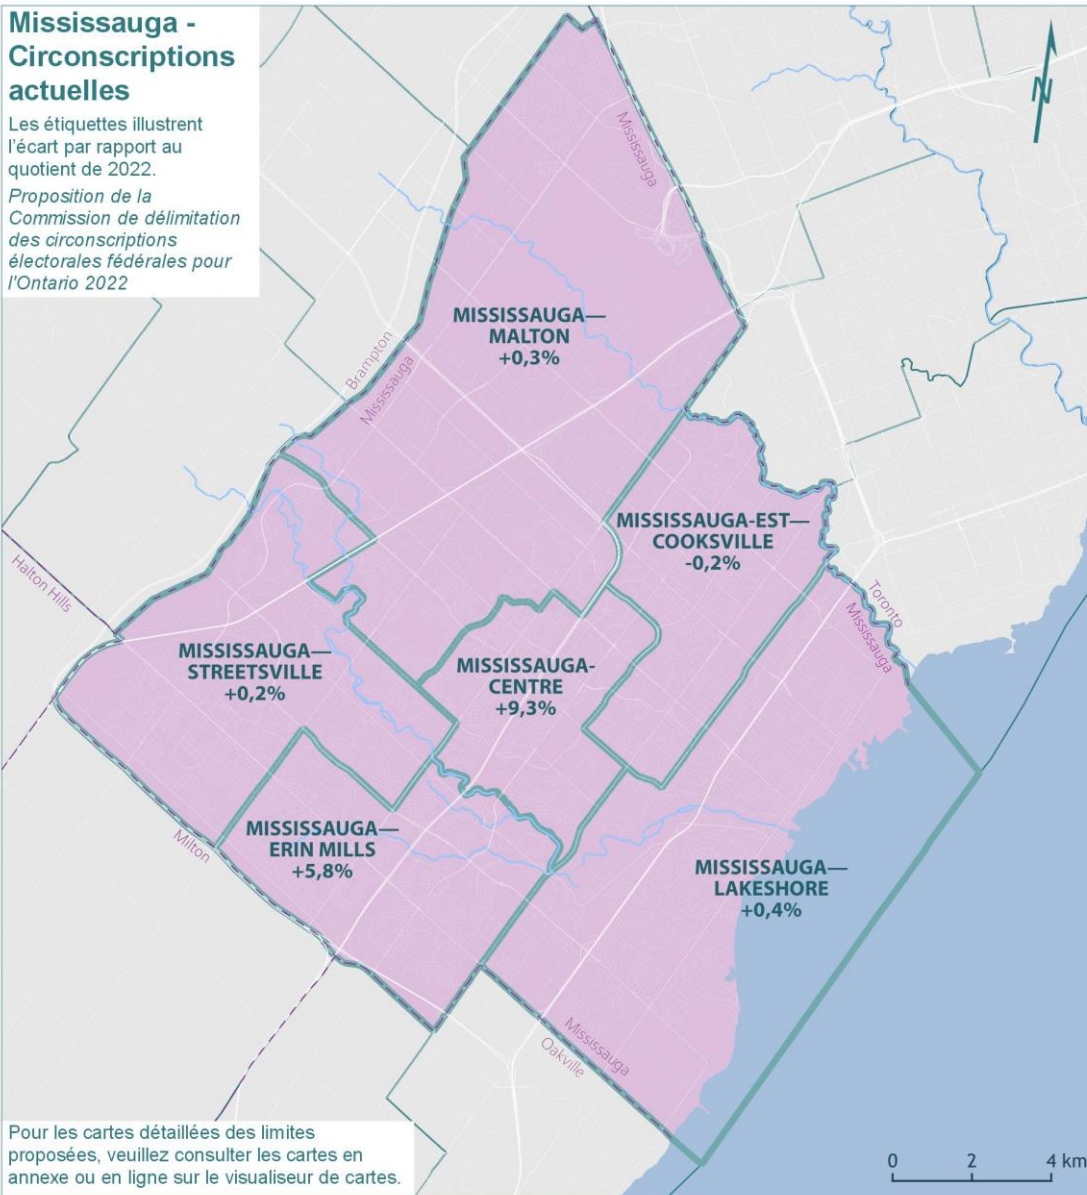 Mississauga -
Circonscriptions
actuelles
Les étiquettes illustrent
l'écart par rapport au
quotient de 2022.
Proposition de la
Commission de délimitation
des circonscriptions
électorales fédérales pour
l'Ontario 2022
N
Mississauga
MISSISSAUGA—
MALTON
+0,3%
Brampton
Mississauga
MISSISSAUGA-EST—
COOKSVILLE
-0,2%
Halton Hills
Toronto
Mississauga
MISSISSAUGA—
STREETSVILLE
+0,2%
MISSISSAUGA-
CENTRE
+9,3%
MISSISSAUGA—
ERIN MILLS
+5,8%
Milton
MISSISSAUGA—
LAKESHORE
+0,4%
Mississauga
Oakville
Pour les cartes détaillées des limites
proposées, veuillez consulter les cartes en
annexe ou en ligne sur le visualiseur de cartes.
0 2 4 km